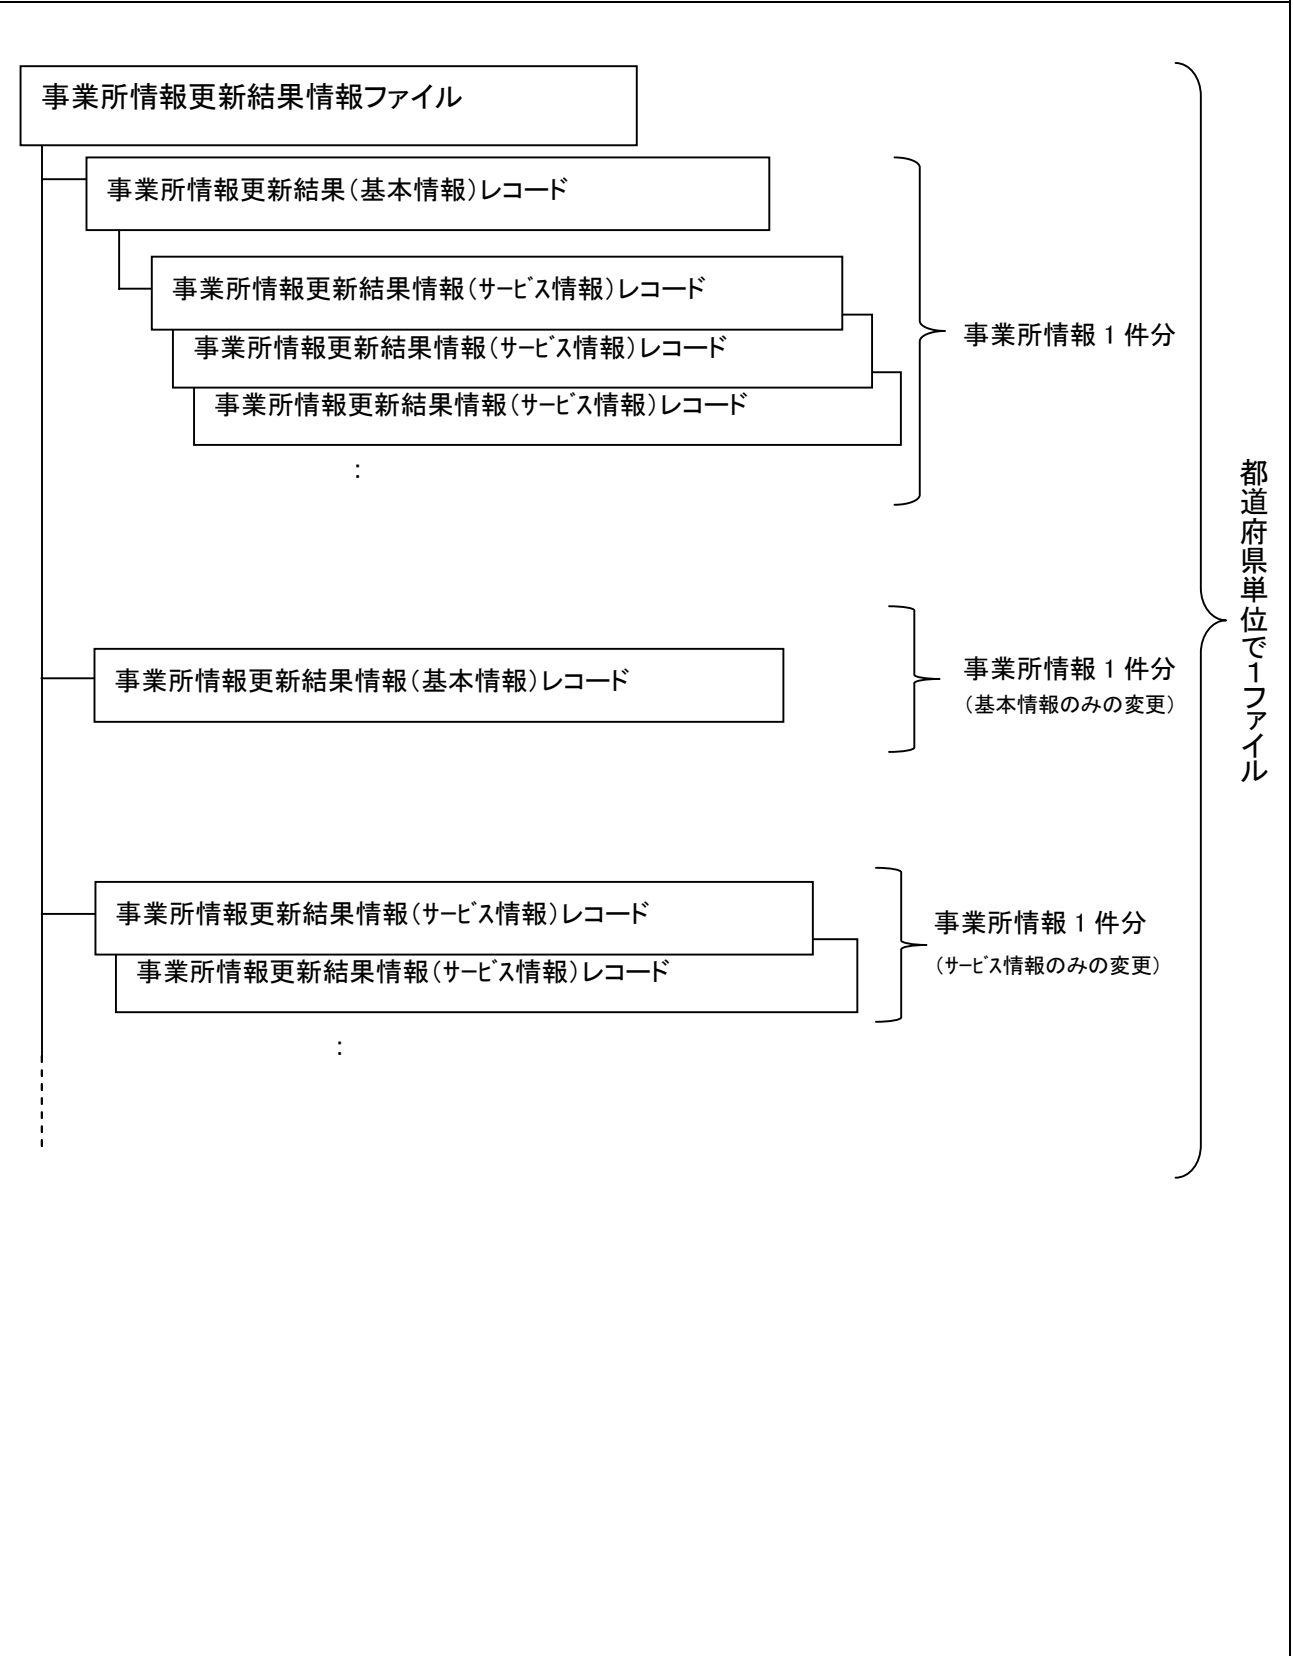 事業所情報更新結果情報ファイル
事業所情報更新結果（基本情報）レコード
事業所情報更新結果情報（ｻｰﾋﾞｽ情報）レコード
事業所情報更新結果情報（ｻｰﾋﾞｽ情報）レコード
事業所情報更新結果情報（ｻｰﾋﾞｽ情報）レコード
：
事業所情報 1 件分
事業所情報更新結果情報（基本情報）レコード
事業所情報 1 件分
（基本情報のみの変更）
事業所情報更新結果情報（ｻｰﾋﾞｽ情報）レコード
事業所情報更新結果情報（ｻｰﾋﾞｽ情報）レコード
：
事業所情報 1 件分
（ｻｰﾋﾞｽ情報のみの変更）
都道府県単位で１ファイル